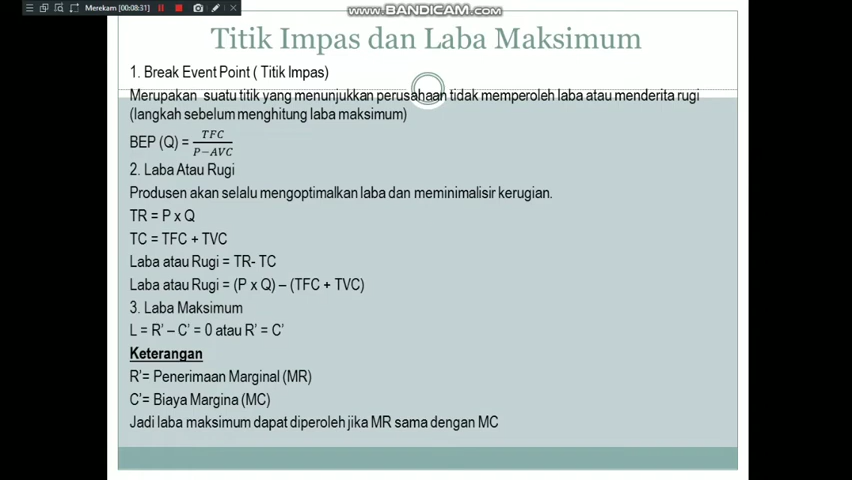 Merekam [00:08:31]
www.BANDICAM.com
Titik Impas dan Laba Maksimum
1. Break Event Point ( Titik Impas)
Merupakan suatu titik yang menunjukkan perusahaan tidak memperoleh laba atau menderita rugi
(langkah sebelum menghitung laba maksimum)
BEP (Q) = TFC / P−AVC
2. Laba Atau Rugi
Produsen akan selalu mengoptimalkan laba dan meminimalisir kerugian.
TR = P x Q
TC = TFC + TVC
Laba atau Rugi = TR- TC
Laba atau Rugi = (P x Q) – (TFC + TVC)
3. Laba Maksimum
L = R’ – C’ = 0 atau R’ = C’
Keterangan
R’= Penerimaan Marginal (MR)
C’= Biaya Margina (MC)
Jadi laba maksimum dapat diperoleh jika MR sama dengan MC